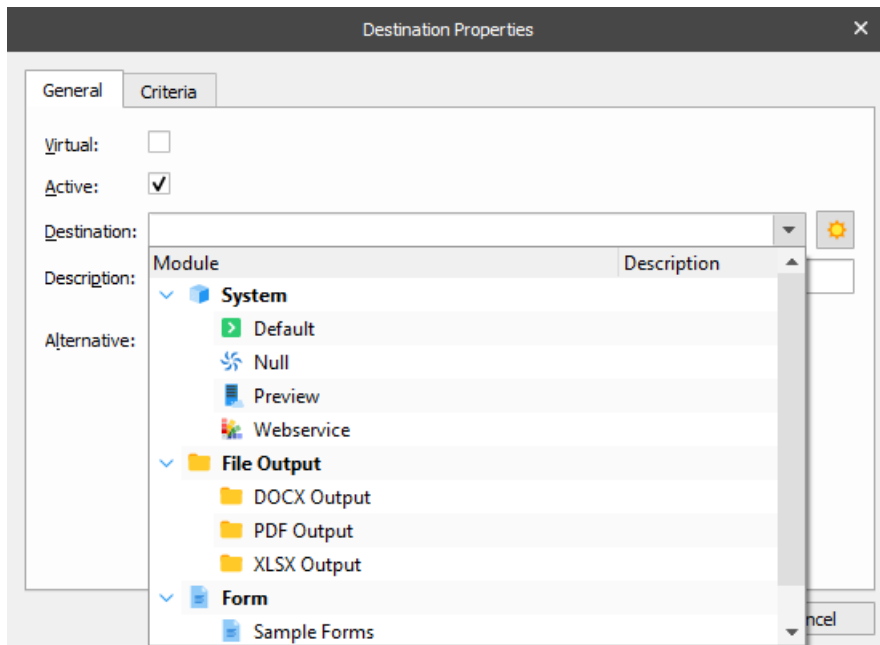 Destination Properties
General Criteria
Virtual:
Active:
Destination:
Description:
Alternative:
Module Description
System
Default
Null
Preview
Webservice
File Output
DOCX Output
PDF Output
XLSX Output
Form
Sample Forms
ncel